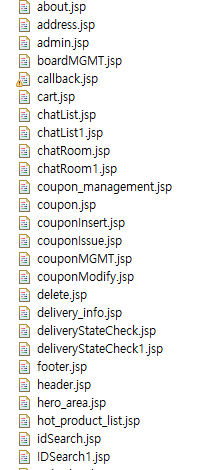 about.jsp
address.jsp
admin.jsp
boardMGMT.jsp
callback.jsp
cart.jsp
chatList.jsp
chatList1.jsp
chatRoom.jsp
chatRoom1.jsp
coupon_management.jsp
coupon.jsp
couponInsert.jsp
couponIssue.jsp
couponMGMT.jsp
couponModify.jsp
delete.jsp
delivery_info.jsp
deliveryStateCheck.jsp
deliveryStateCheck1.jsp
footer.jsp
header.jsp
hero_area.jsp
hot_product_list.jsp
idSearch.jsp
IDSearch1.jsp